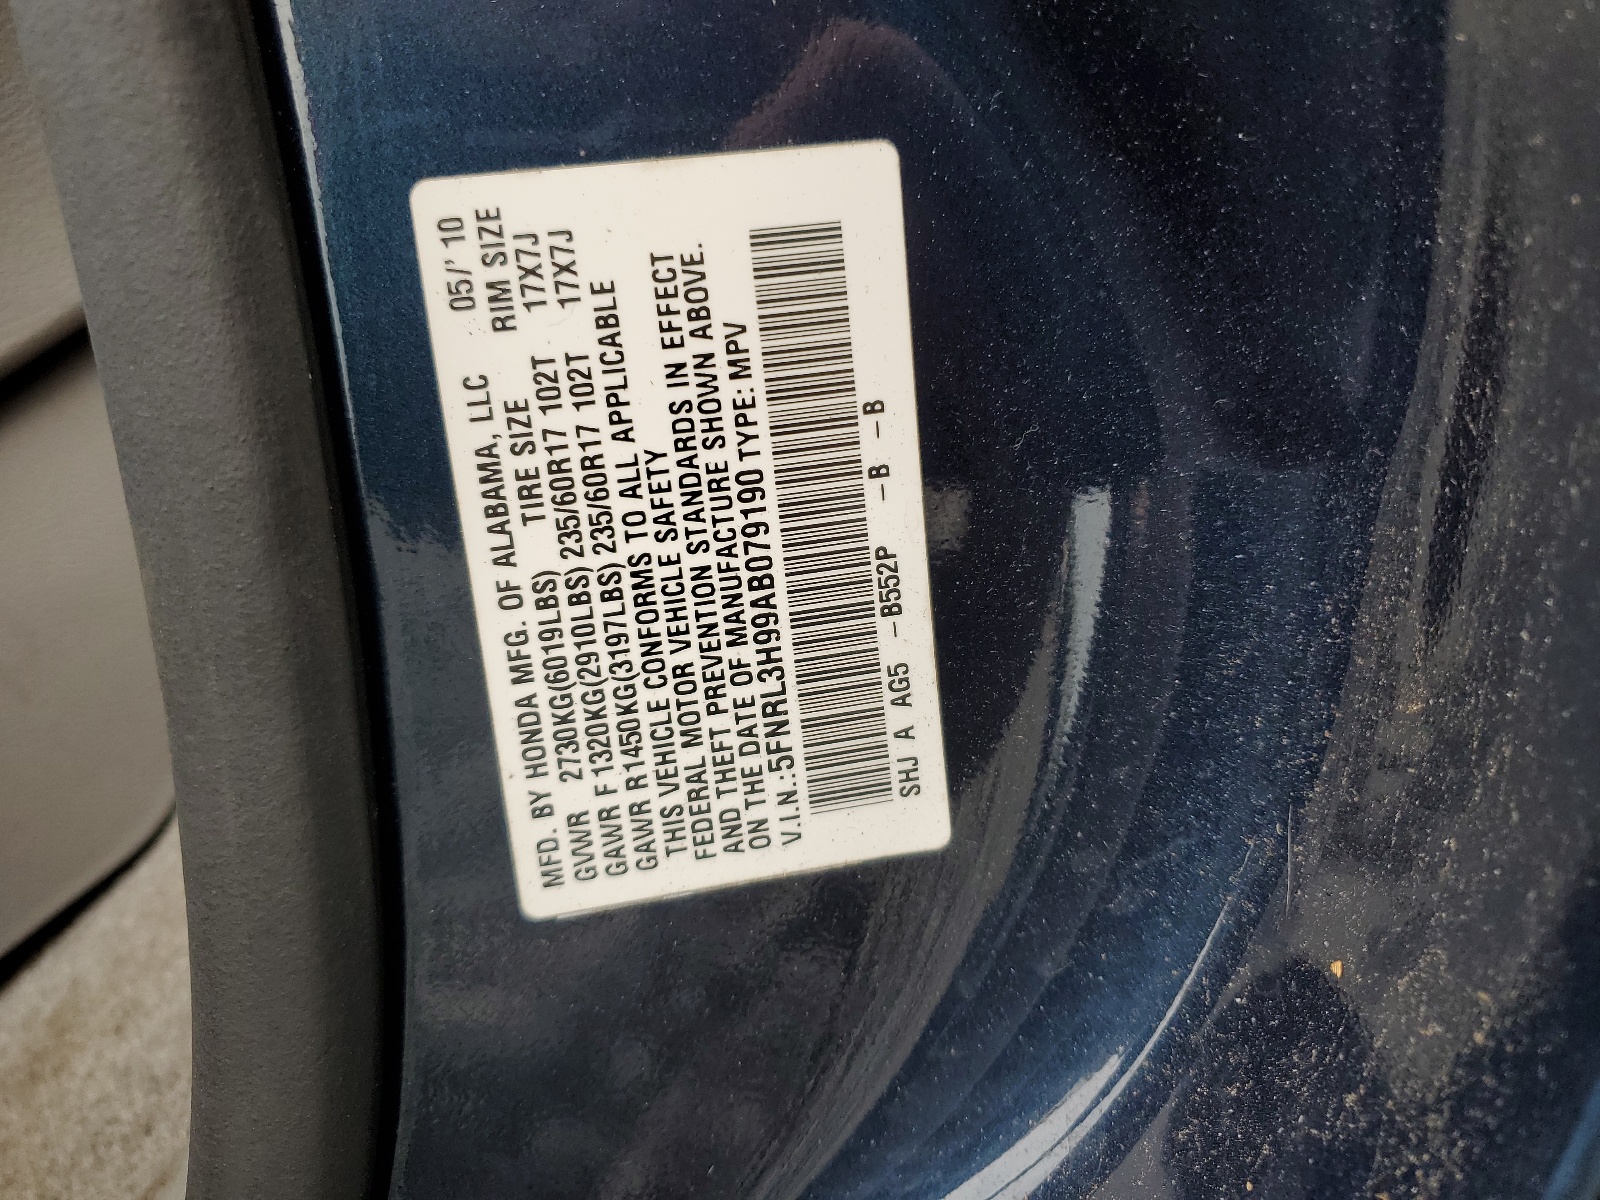 MFD. BY HONDA MFG. OF ALABAMA, LLC 05/' 10
TIRE SIZE RIM SIZE
GVWR 2730KG(6019LBS)
GAWR F 1320KG(2910LBS) 235/60R17 102T 17X7J
GAWR R 1450KG(3197LBS) 235/60R17 102T 17X7J
THIS VEHICLE CONFORMS TO ALL APPLICABLE
FEDERAL MOTOR VEHICLE SAFETY
AND THEFT PREVENTION STANDARDS IN EFFECT
ON THE DATE OF MANUFACTURE SHOWN ABOVE.
V.I.N.:5FNRL3H99AB079190 TYPE: MPV
SHJ A AG5 -B552P -B -B